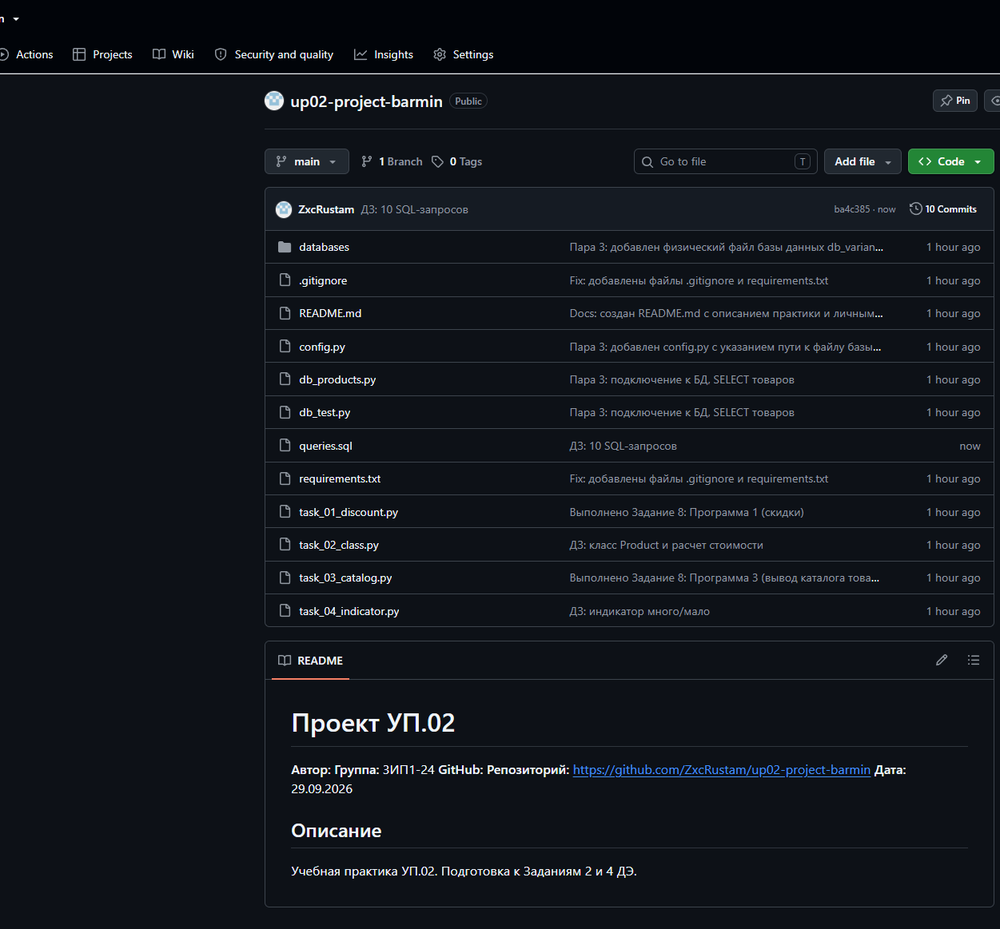 Actions Projects Wiki Security and quality Insights Settings
up02-project-barmin Public Pin
main 1 Branch 0 Tags Go to file T Add file Code
ZxcRustam ДЗ: 10 SQL-запросов ba4c385 · now 10 Commits
databases Пара 3: добавлен физический файл базы данных db_varian... 1 hour ago
.gitignore Fix: добавлены файлы .gitignore и requirements.txt 1 hour ago
README.md Docs: создан README.md с описанием практики и личным... 1 hour ago
config.py Пара 3: добавлен config.py с указанием пути к файлу базы... 1 hour ago
db_products.py Пара 3: подключение к БД, SELECT товаров 1 hour ago
db_test.py Пара 3: подключение к БД, SELECT товаров 1 hour ago
queries.sql ДЗ: 10 SQL-запросов now
requirements.txt Fix: добавлены файлы .gitignore и requirements.txt 1 hour ago
task_01_discount.py Выполнено Задание 8: Программа 1 (скидки) 1 hour ago
task_02_class.py ДЗ: класс Product и расчет стоимости 1 hour ago
task_03_catalog.py Выполнено Задание 8: Программа 3 (вывод каталога това... 1 hour ago
task_04_indicator.py ДЗ: индикатор много/мало 1 hour ago
README
Проект УП.02
Автор: Группа: ЗИП1-24 GitHub: Репозиторий: https://github.com/ZxcRustam/up02-project-barmin Дата:
29.09.2026
Описание
Учебная практика УП.02. Подготовка к Заданиям 2 и 4 ДЭ.